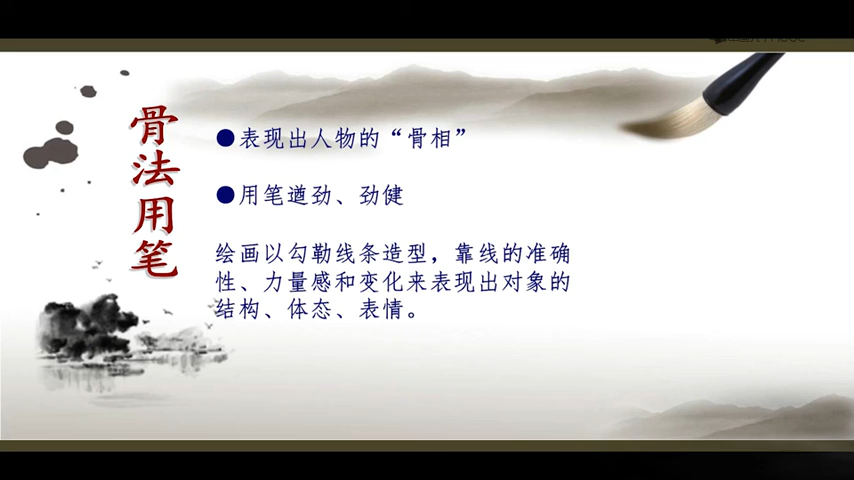 骨法用笔
●表现出人物的“骨相”
●用笔遒劲、劲健
绘画以勾勒线条造型，靠线的准确
性、力量感和变化来表现出对象的
结构、体态、表情。